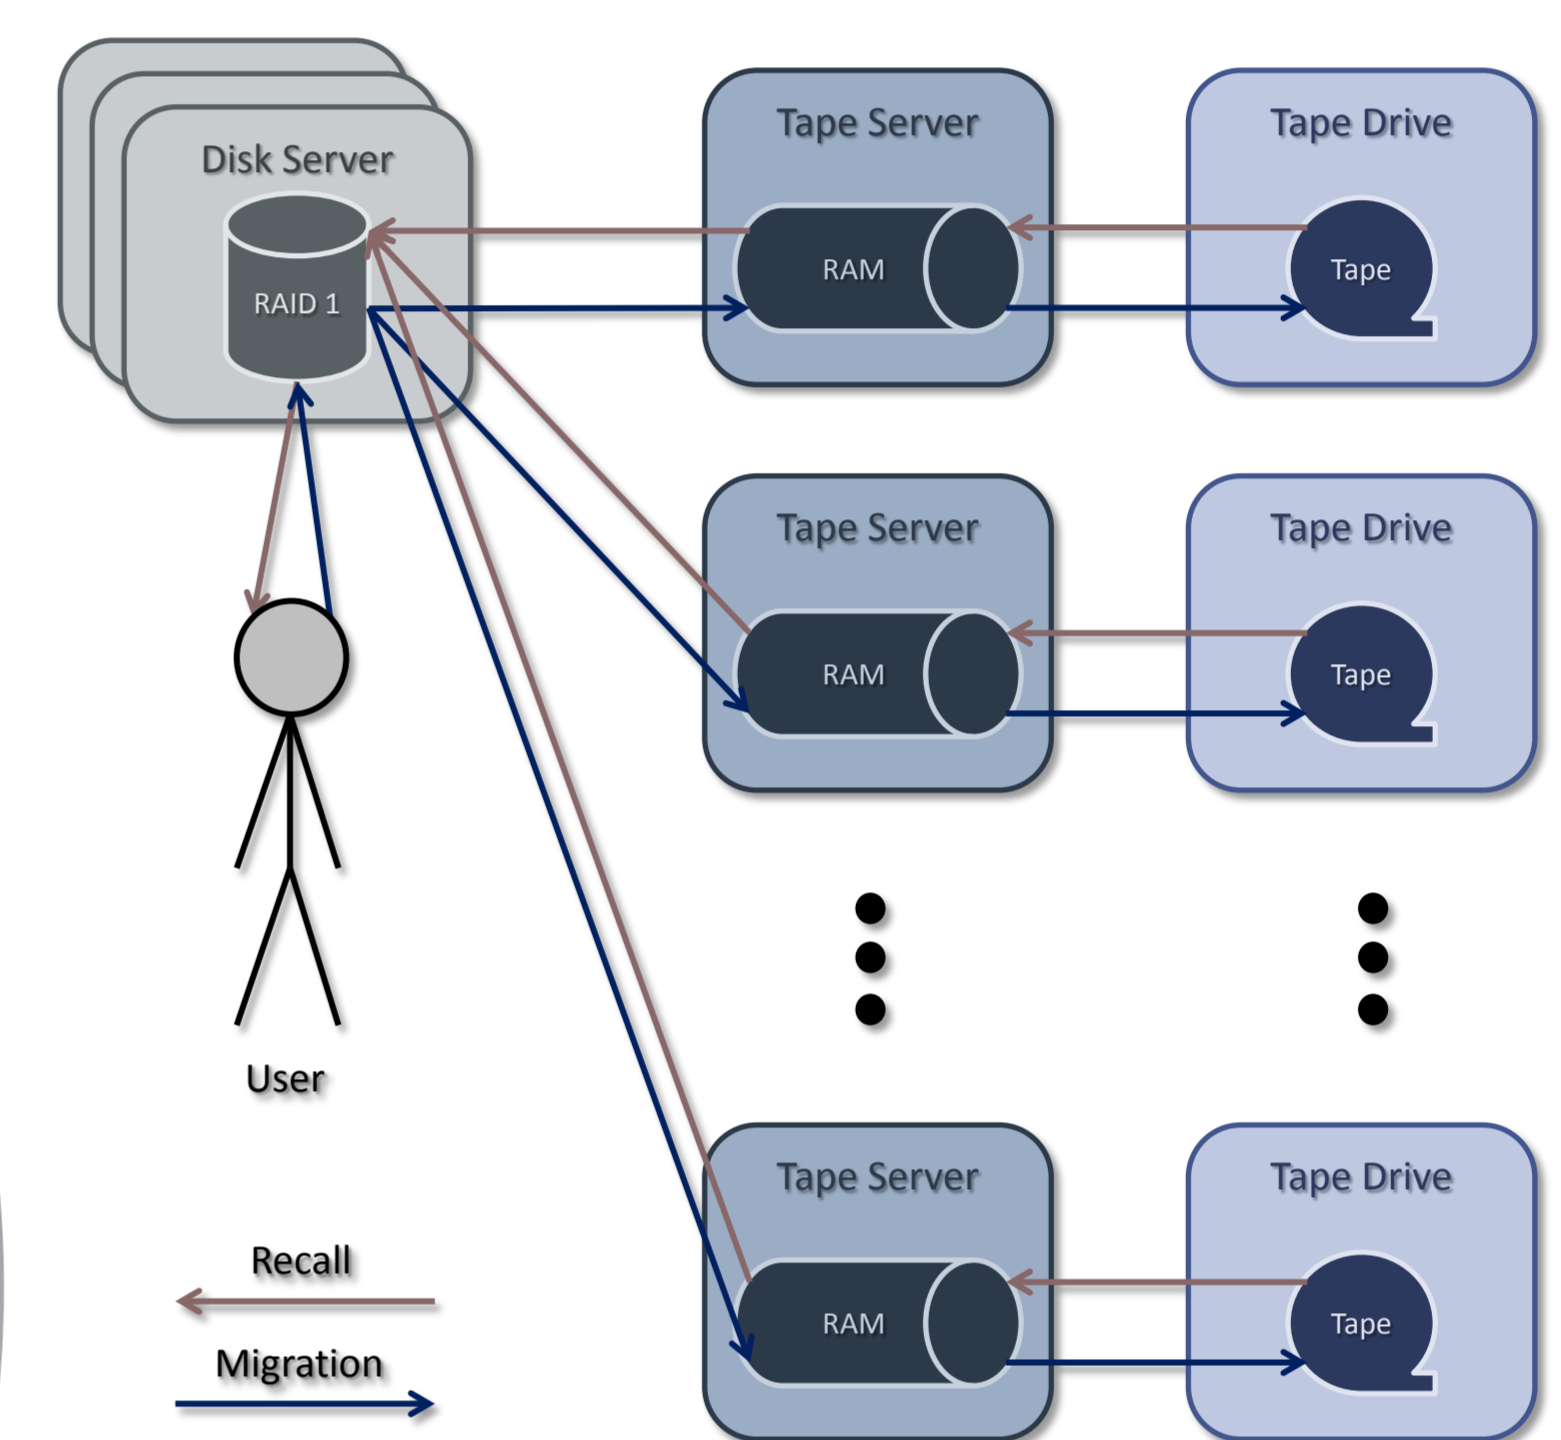 Disk Server
RAID 1
Tape Server
RAM
Tape Drive
Tape
Tape Server
RAM
Tape Drive
Tape
User
Tape Server
RAM
Tape Drive
Tape
Recall
Migration